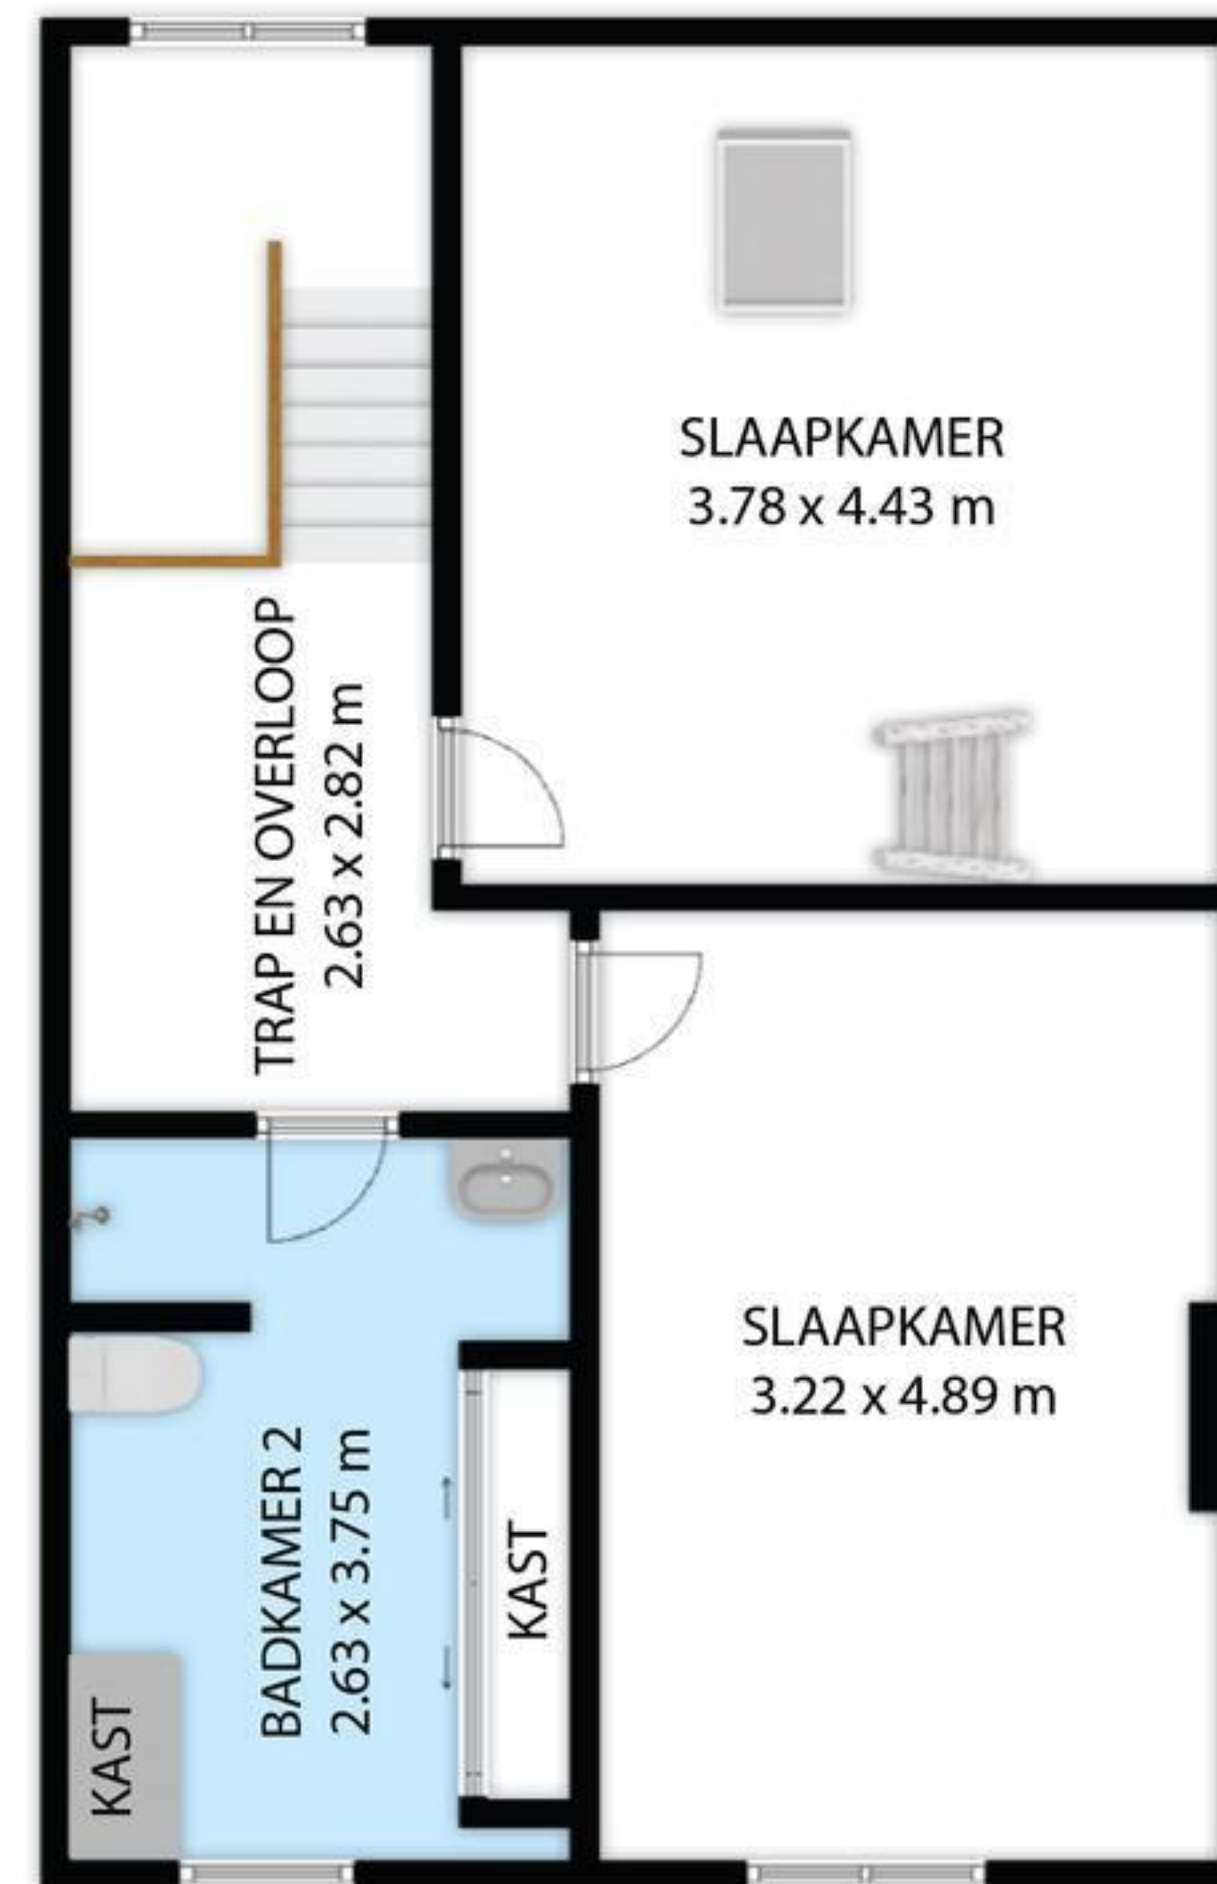 SLAAPKAMER
3.78 x 4.43 m
TRAP EN OVERLOOP
2.63 x 2.82 m
SLAAPKAMER
3.22 x 4.89 m
BADKAMER 2
2.63 x 3.75 m
KAST
KAST